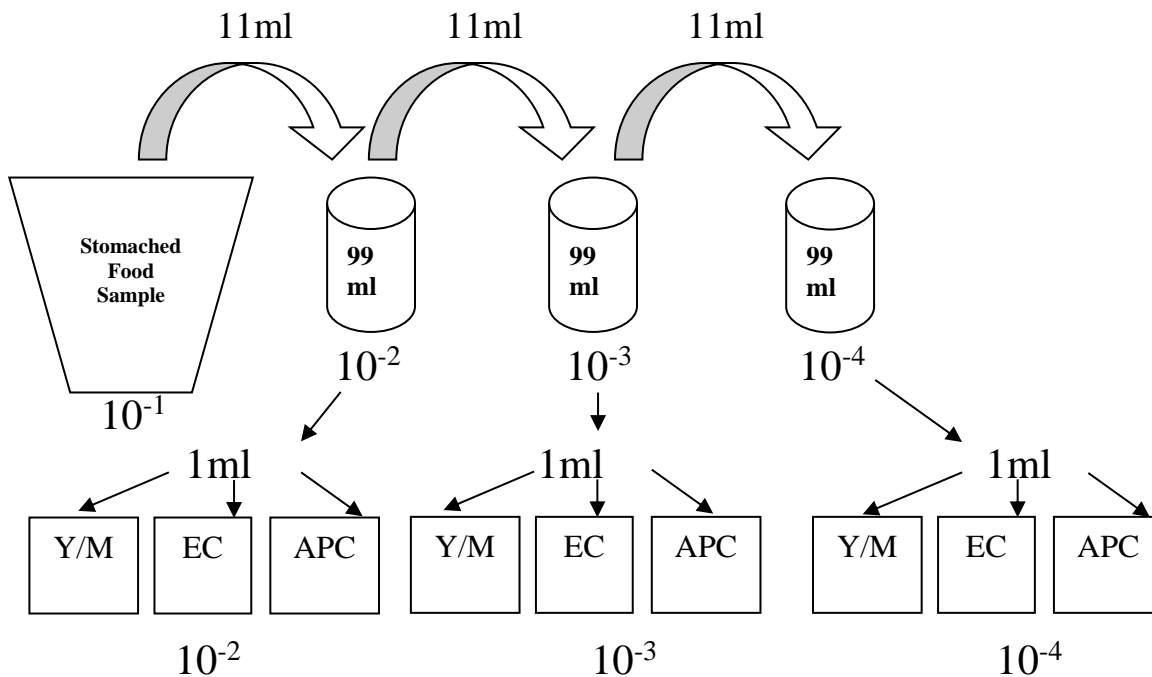 11ml 11ml 11ml
Stomached
Food
Sample
99
ml
99
ml
99
ml
10⁻¹
10⁻² 10⁻³ 10⁻⁴
1ml 1ml 1ml
Y/M EC APC Y/M EC APC Y/M EC APC
10⁻² 10⁻³ 10⁻⁴